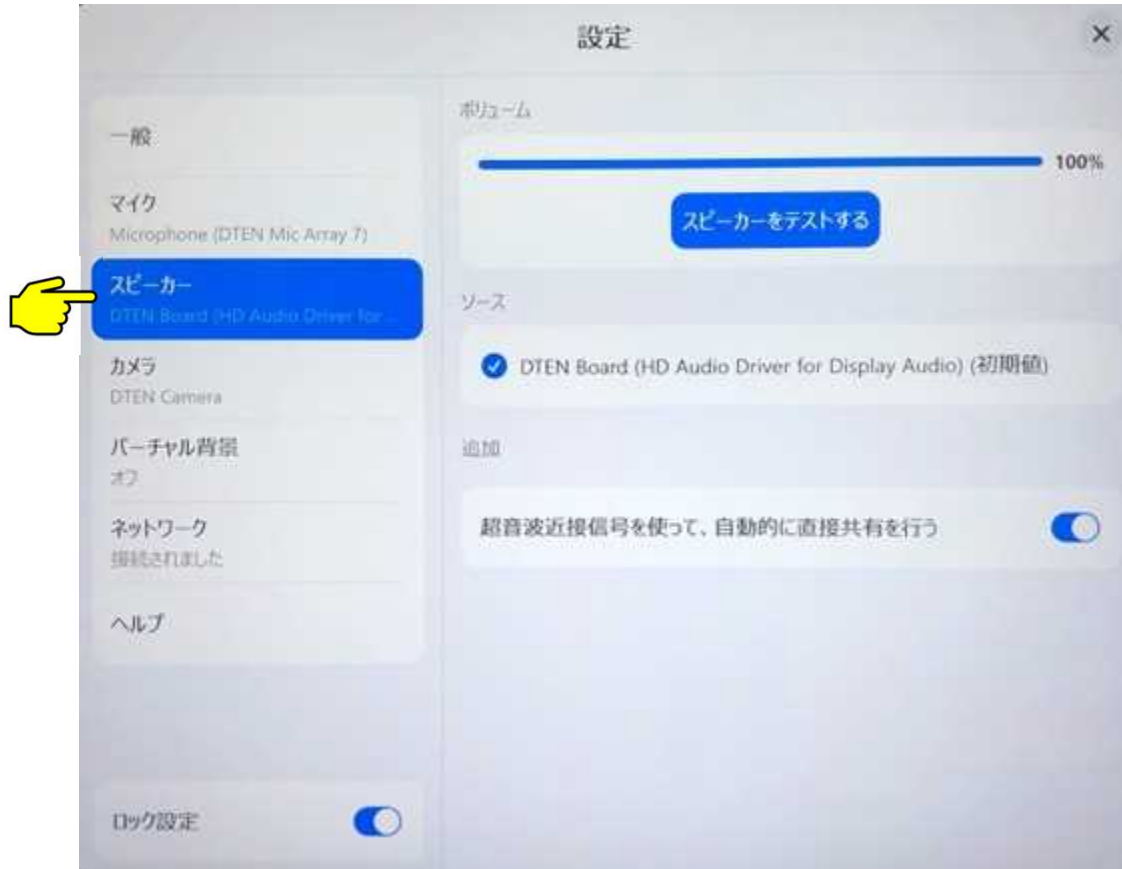 設定
一般
マイク
Microphone (DTEN Mic Array 7)
スピーカー
DTEN Board (HD Audio Driver for ...
カメラ
DTEN Camera
バーチャル背景
オフ
ネットワーク
接続されました
ヘルプ
ロック設定
ボリューム
100%
スピーカーをテストする
ソース
DTEN Board (HD Audio Driver for Display Audio) (初期値)
追加
超音波近接信号を使って、自動的に直接共有を行う